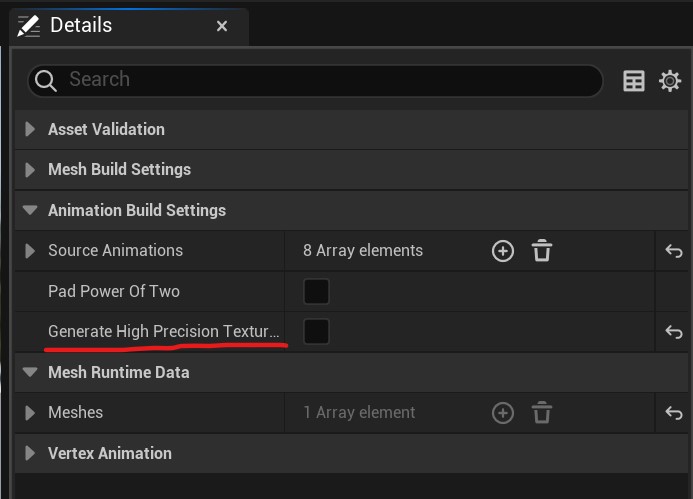 Details
Search
Asset Validation
Mesh Build Settings
Animation Build Settings
Source Animations 8 Array elements
Pad Power Of Two
Generate High Precision Textur...
Mesh Runtime Data
Meshes 1 Array element
Vertex Animation